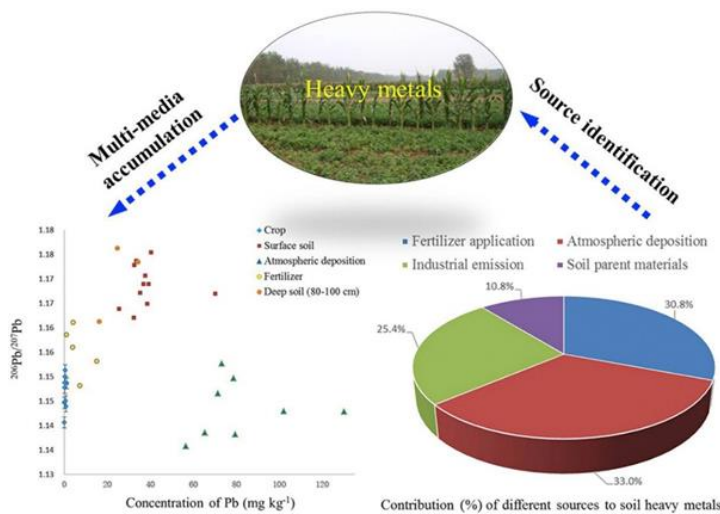 Heavy metals
Multi-media
accumulation
Source identification
1.18
1.18
1.17
1.17
1.16
1.16
1.15
1.15
1.14
1.14
1.13
²⁰⁶Pb/²⁰⁷Pb
0
20
40
60
80
100
120
Concentration of Pb (mg kg⁻¹)
Crop
Surface soil
Atmospheric deposition
Fertilizer
Deep soil (80-100 cm)
Fertilizer application
Atmospheric deposition
Industrial emission
Soil parent materials
10.8%
30.8%
25.4%
33.0%
Contribution (%) of different sources to soil heavy metals